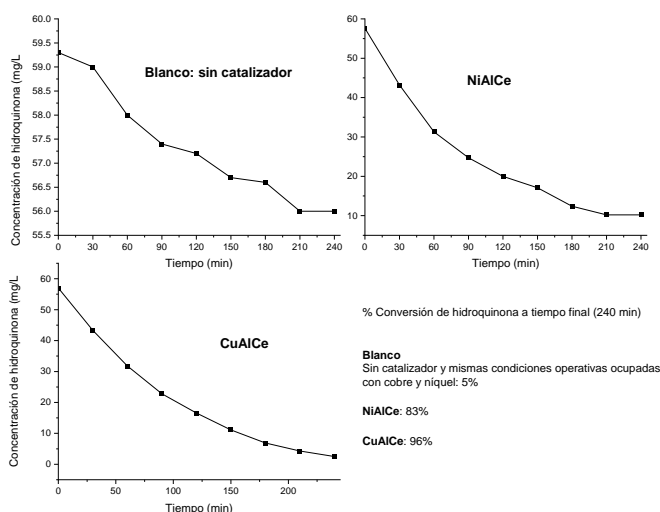 60.0
59.5
59.0
58.5
58.0
57.5
57.0
56.5
56.0
55.5
Concentración de hidroquinona (mg/L)
Blanco: sin catalizador
0 30 60 90 120 150 180 210 240
Tiempo (min)
60
50
40
30
20
10
Concentración de hidroquinona (mg/L
NiAlCe
0 30 60 90 120 150 180 210 240
Tiempo (min)
60
50
40
30
20
10
0
Concentración de hidroquinona (mg/L
CuAlCe
0 50 100 150 200
Tiempo (min)
% Conversión de hidroquinona a tiempo final (240 min)
Blanco
Sin catalizador y mismas condiciones operativas ocupadas
con cobre y níquel: 5%
NiAlCe: 83%
CuAlCe: 96%